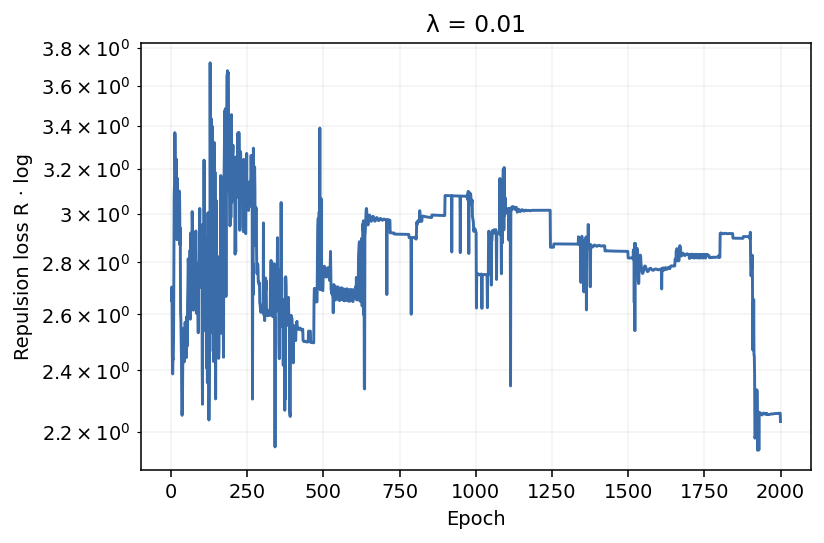 λ = 0.01
Repulsion loss R · log
3.8 × 10⁰
3.6 × 10⁰
3.4 × 10⁰
3.2 × 10⁰
3 × 10⁰
2.8 × 10⁰
2.6 × 10⁰
2.4 × 10⁰
2.2 × 10⁰
0 250 500 750 1000 1250 1500 1750 2000
Epoch